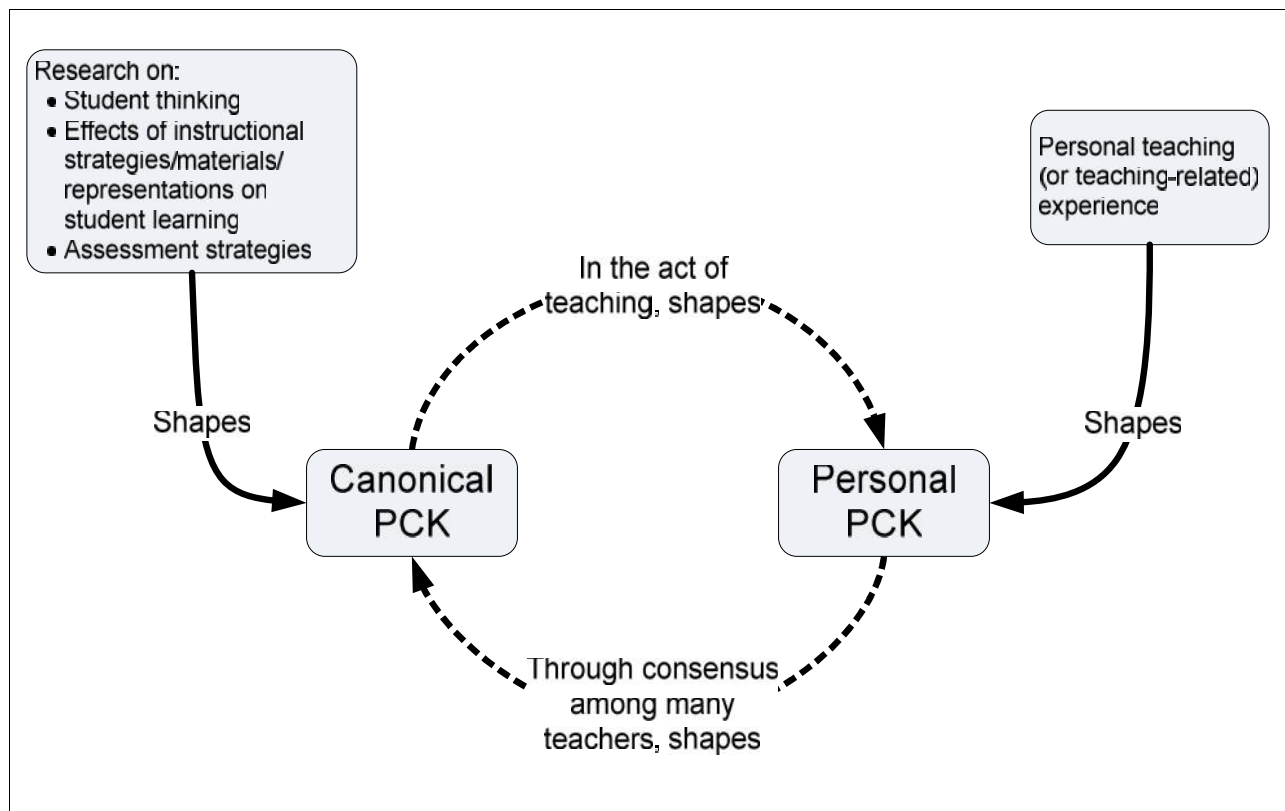 Research on:
• Student thinking
• Effects of instructional
strategies/materials/
representations on
student learning
• Assessment strategies
Personal teaching
(or teaching-related)
experience
In the act of
teaching, shapes
Shapes
Shapes
Canonical
PCK
Personal
PCK
Through consensus
among many
teachers, shapes